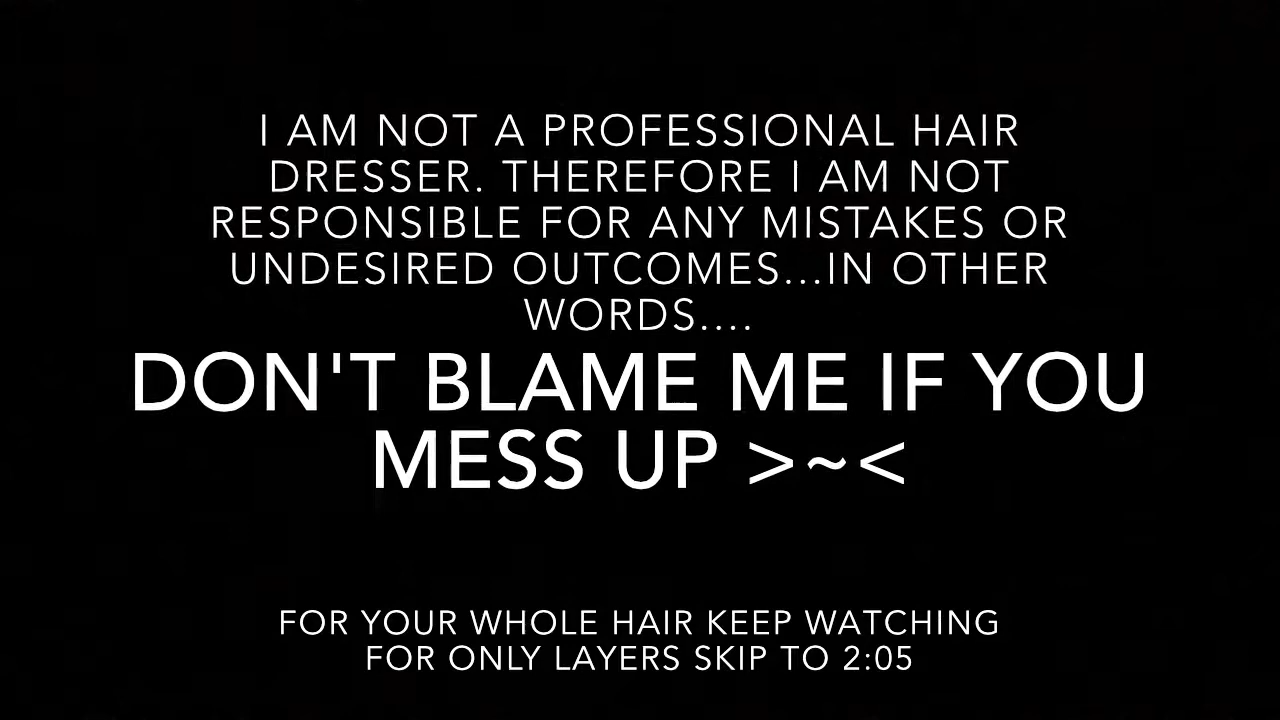 I AM NOT A PROFESSIONAL HAIR
DRESSER. THEREFORE I AM NOT
RESPONSIBLE FOR ANY MISTAKES OR
UNDESIRED OUTCOMES...IN OTHER
WORDS....
DON'T BLAME ME IF YOU
MESS UP >~<
FOR YOUR WHOLE HAIR KEEP WATCHING
FOR ONLY LAYERS SKIP TO 2:05